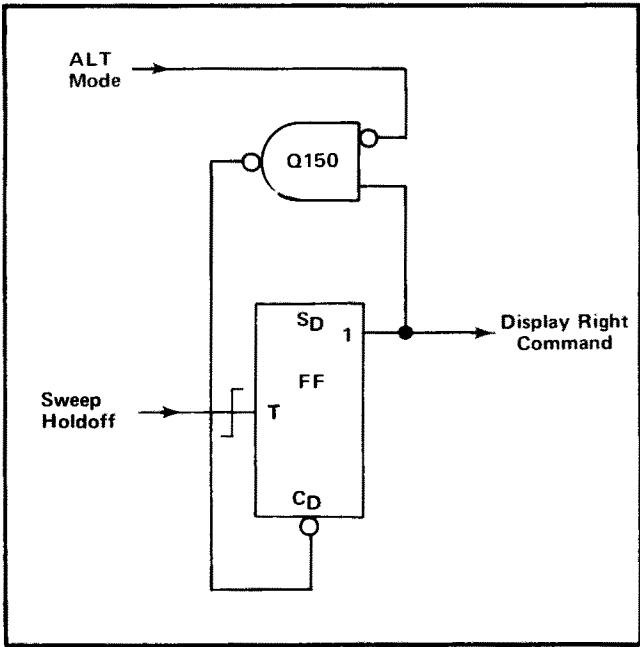 ALT
Mode
Q150
SD
1
Display Right
Command
FF
Sweep
Holdoff
T
CD